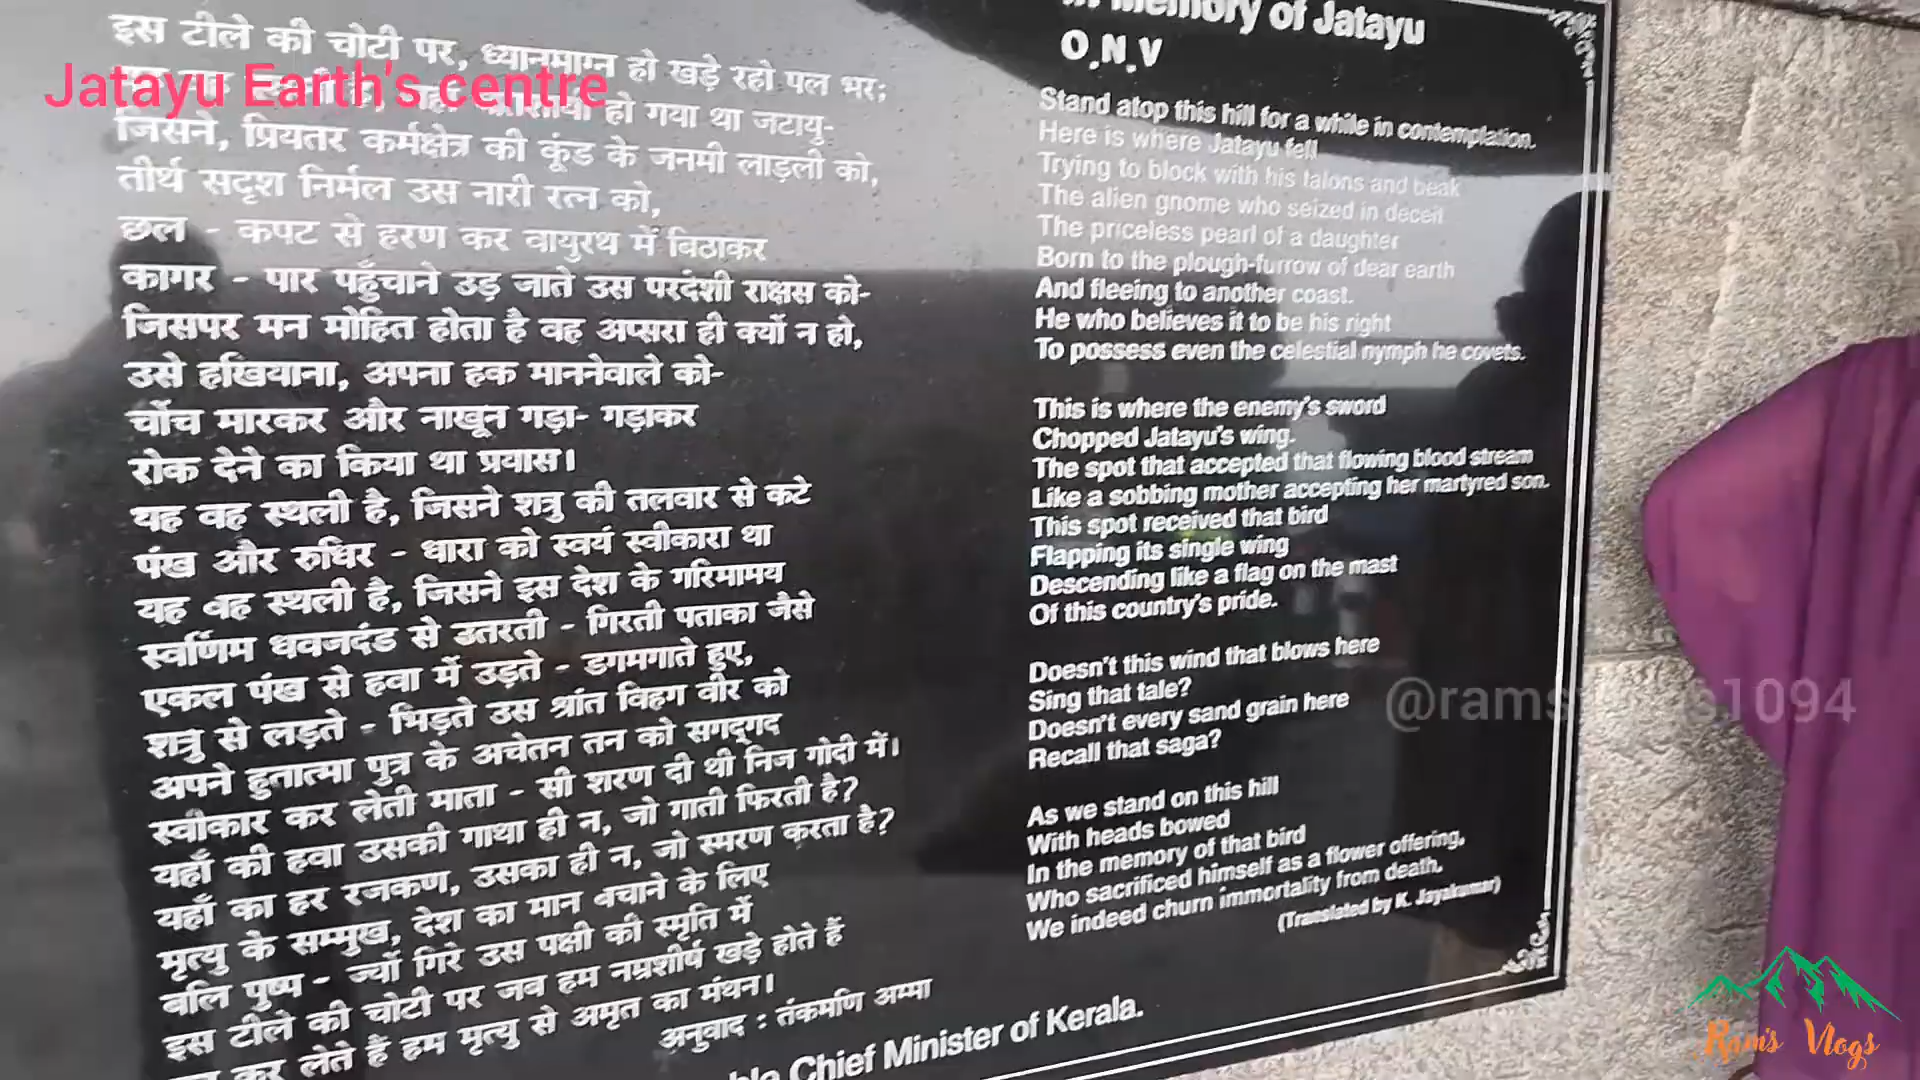 इस टीले की चोटी पर, ध्यानमाग्न हो खड़े रहो पल भर;
Jatayu Earth's centre
हो गया था जटायु-
जिसने, प्रियतर कर्मक्षेत्र की कूंड के जनमी लाड़ली को,
तीर्थ सदृश निर्मल उस नारी रत्न को,
छल - कपट से हरण कर वायुरथ में बिठाकर
कागर - पार पहुँचाने उड़ जाते उस परदेशी राक्षस को-
जिसपर मन मोहित होता है वह अप्सरा ही क्यों न हो,
उसे हखियाना, अपना हक माननेवाले को-
चोंच मारकर और नाखून गड़ा- गड़ाकर
रोक देने का किया था प्रयास।
यह वह स्थली है, जिसने शत्रु की तलवार से कटे
पंख और रुधिर - धारा को स्वयं स्वीकारा था
यह वह स्थली है, जिसने इस देश के गरिमामय
स्वर्णिम धवजदंड से उतरती - गिरती पताका जैसे
एकल पंख से हवा में उड़ते - डगमगाते हुए,
शत्रु से लड़ते - भिड़ते उस श्रांत विहग वीर को
अपने हुतात्मा पुत्र के अचेतन तन को सगद्गद
स्वीकार कर लेती माता - सी शरण दी थी निज गोदी में।
यहाँ की हवा उसकी गाथा ही न, जो गाती फिरती है?
यहाँ का हर रजकण, उसका ही न, जो स्मरण करता है?
मृत्यु के सम्मुख, देश का मान बचाने के लिए
बलि पुष्प - ज्यों गिरे उस पक्षी की स्मृति में
इस टीले की चोटी पर जब हम नम्रशीर्ष खड़े होते हैं
कर लेते हैं हम मृत्यु से अमृत का मंथन।
अनुवाद : तंकमणि अम्मा
In Memory of Jatayu
O.N.V
Stand atop this hill for a while in contemplation.
Here is where Jatayu fell
Trying to block with his talons and beak
The alien gnome who seized in deceit
The priceless pearl of a daughter
Born to the plough-furrow of dear earth
And fleeing to another coast.
He who believes it to be his right
To possess even the celestial nymph he covets.
This is where the enemy's sword
Chopped Jatayu's wing.
The spot that accepted that flowing blood stream
Like a sobbing mother accepting her martyred son.
This spot received that bird
Flapping its single wing
Descending like a flag on the mast
Of this country's pride.
Doesn't this wind that blows here
Sing that tale?
Doesn't every sand grain here
Recall that saga?
As we stand on this hill
With heads bowed
In the memory of that bird
Who sacrificed himself as a flower offering,
We indeed churn immortality from death.
(Translated by K. Jayakumar)
Chief Minister of Kerala.
Ram's Vlogs